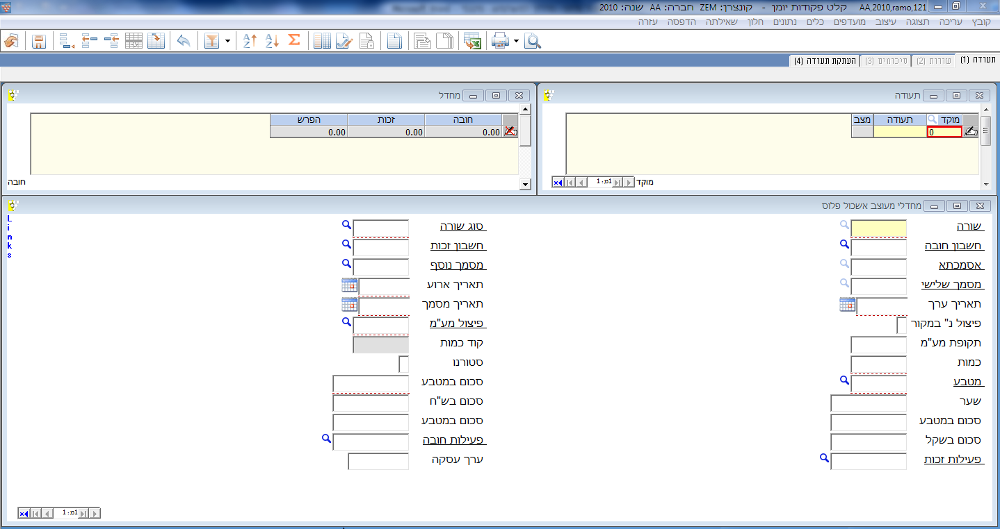 קלט פקודות יומן - קונצרן: ZEM חברה: AA שנה: 2010 AA,2010,ramo,121
קובץ עריכה תצוגה עיצוב מועדפים כלים נתונים חלון שאילתה הדפסה עזרה
תעודה (1) שורות (2) סיכומים (3) העתקת תעודה (4)
תעודה
מוקד תעודה מצב
0
מוקד
1מ: 1
מחדל
חובה זכות הפרש
0.00 0.00 0.00
חובה
מחדלי מעוצב אשכול פלוס
Links
שורה סוג שורה
חשבון חובה חשבון זכות
אסמכתא מסמך נוסף
מסמך שלישי תאריך ארוע
תאריך ערך תאריך מסמך
פיצול נ" במקור פיצול מע"מ
תקופת מע"מ קוד כמות
כמות סטורנו
מטבע סכום במטבע
שער סכום בש"ח
סכום במטבע סכום במטבע
סכום בשקל פעילות חובה
פעילות זכות ערך עסקה
1מ: 1